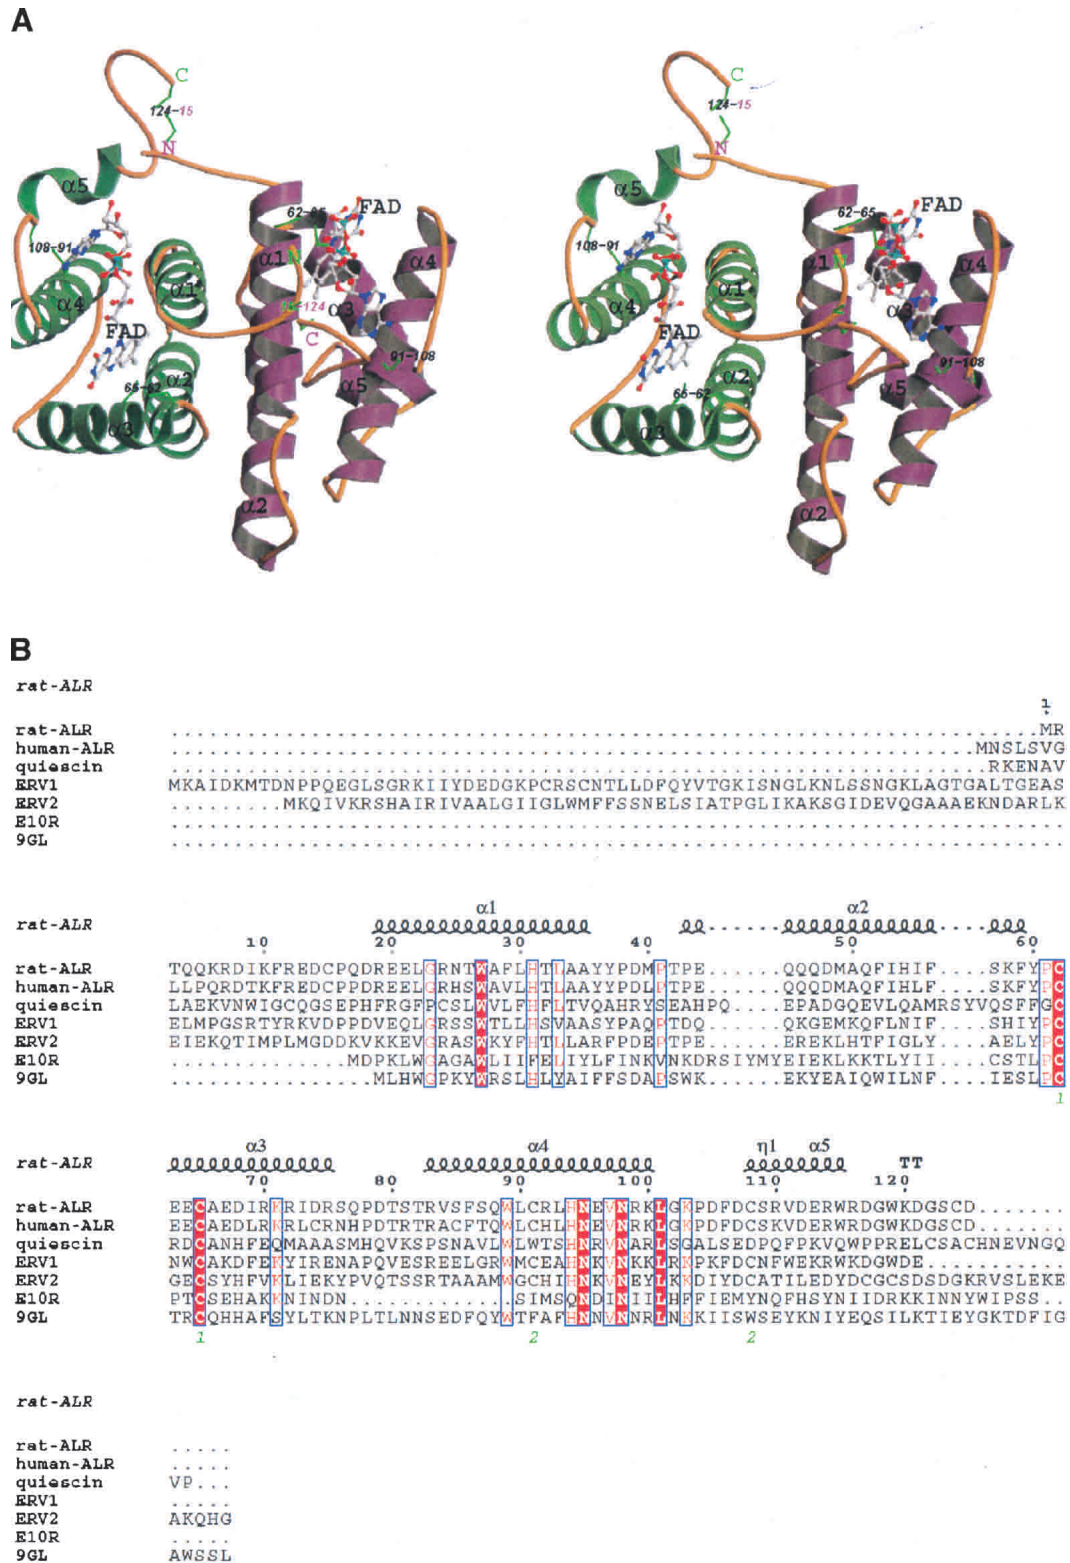 A
C
124-15
N
α5
62-65
FAD
108-91
α1
N
α4
α4
α1
α3
124
C
FAD
91-108
α2
α5
65-62
α3
α2
C
124-15
N
α5
62-65
FAD
108-91
α1
α4
α4
α1
α3
FAD
91-108
α2
α5
65-62
α3
α2
B
rat-ALR
1
rat-ALR MR
human-ALR MNSLSVG
quiescin RKENAV
ERV1 MKAIDKMTDNPPQEGLSGRKIIYDEDGKPCRSCNTLLDFQYVTGKISNGLKNLSSNGKLAGTGALTGEAS
ERV2 ..........MKQIVKRSHAIRIVAALGIIGLWMFFSSNELSIATPGLIKAKSGIDEVQGAAAEKNDARLK
E10R
9GL
α1 α2
rat-ALR
10 20 30 40 50 60
rat-ALR TQQKRDIKFREDCPQDREELGRNTWAFLHTLAAYYPDMPTPE......QQQDMAQFIHIF....SKFYPC
human-ALR LLPQRDTKFREDCPPDREELGRHSWAVLHTLAAYYPDLPTPE......QQQDMAQFIHLF....SKFYPC
quiescin LAEKVNWIGCQGSEPHFRGFPCSLWVLFHFLTVQAHRYSEAHPQ....EPADGQEVLQAMRSYVQSFFGC
ERV1 ELMPGSRTYRKVDPPDVEQLGRSSWTLLHSVAASYPAQPTDQ......QKGEMKQFLNIF....SHIYPC
ERV2 EIEKQTIMPLMGDDKVKKEVGRASWKYFHTLLARFPDEPTPE......EREKLHTFIGLY....AELYPC
E10R ..............MDPKLWGAGAWLIIFELIYLFINKVNKDRSIYMYEIEKLKKTLYII....CSTLPC
9GL ................MLHWGPKYWRSLHLYAIFFSDAPSWK......EKYEAIQWILNF....IESLPC
1
α3 α4 η1 α5
rat-ALR TT
70 80 90 100 110 120
rat-ALR EECAEDIRKRIDRSQPDTSTRVSFSQWLCRLHNEVNRKLGKPDFDCSRVDERWRDGWKDGSCD.......
human-ALR EECAEDLRKRLCRNHPDTRTRACFTQWLCHLHNEVNRKLGKPDFDCSKVDERWRDGWKDGSCD.......
quiescin RDCANHFEQMAAASMHQVKSPSNAVLWLWTSHNRVNARLSGALSEDPQFPKVQWPPRELCSACHNEVNGQ
ERV1 NWCAKDFEKYIRENAPQVESREELGRWMCEAHNKVNKKLRKPKFDCNFWEKRWKDGWDE...........
ERV2 GECSYHFVKLIEKYPVQTSSRTAAAMWGCHIHNKVNEYLKKDIYDCATILEDYDCGCSDSDGKRVSLEKE
E10R PTCSEHAKKNINDN.............SIMSQNDINIILHFFIEMYNQFHSYNIIDRKKINNYWIPSS..
9GL TRCQHHAFSYLTKNPLTLNNSEDFQYWTFAFHNNVNNRLNKKIISWSEYKNIYEQSILKTIEYGKTDFIG
1 2 2
rat-ALR
rat-ALR .....
human-ALR .....
quiescin VP...
ERV1 .....
ERV2 AKQHG
E10R .....
9GL AWSSL